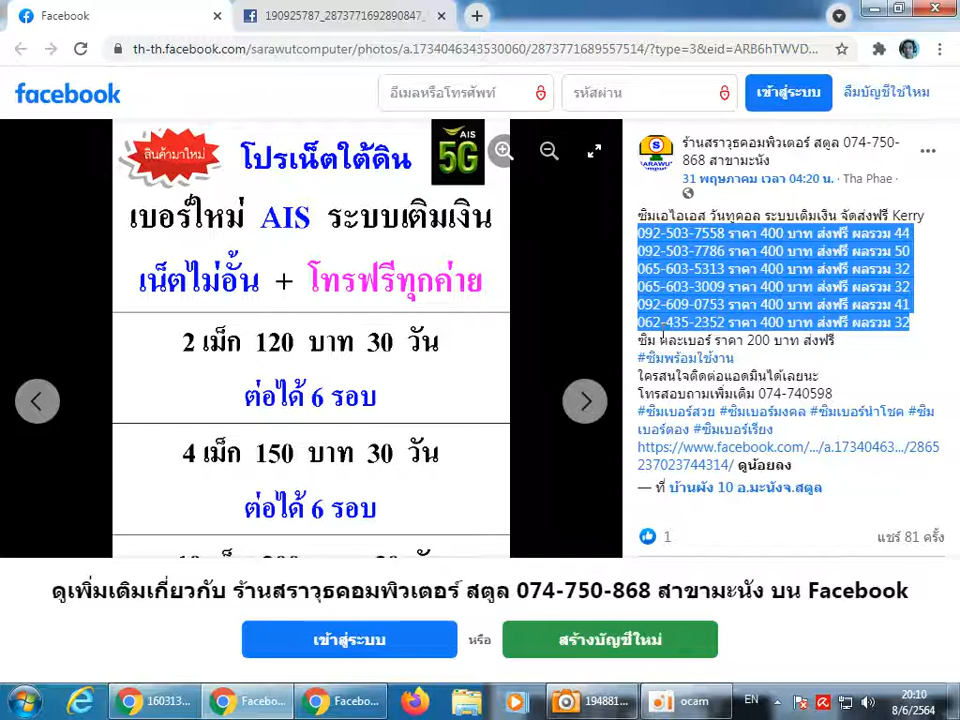 Facebook
190925787_2873771692890847_
th-th.facebook.com/sarawutcomputer/photos/a.1734046343530060/2873771689557514/?type=3&eid=ARB6hTWVD...
facebook
อีเมลหรือโทรศัพท์
รหัสผ่าน
เข้าสู่ระบบ
ลืมบัญชีใช่ไหม
สินค้ามาใหม่
โปรเน็ตใต้ดิน
AIS
5G
เบอร์ใหม่ AIS ระบบเติมเงิน
เน็ตไม่อั้น + โทรฟรีทุกค่าย
2 เม็ก 120 บาท 30 วัน
ต่อได้ 6 รอบ
4 เม็ก 150 บาท 30 วัน
ต่อได้ 6 รอบ
ร้านสราวุธคอมพิวเตอร์ สตูล 074-750-
868 สาขามะนัง
31 พฤษภาคม เวลา 04:20 น. · Tha Phae ·
ซิมเอไอเอส วันทูคอล ระบบเติมเงิน จัดส่งฟรี Kerry
092-503-7558 ราคา 400 บาท ส่งฟรี ผลรวม 44
092-503-7786 ราคา 400 บาท ส่งฟรี ผลรวม 50
065-603-5313 ราคา 400 บาท ส่งฟรี ผลรวม 32
065-603-3009 ราคา 400 บาท ส่งฟรี ผลรวม 32
092-609-0753 ราคา 400 บาท ส่งฟรี ผลรวม 41
062-435-2352 ราคา 400 บาท ส่งฟรี ผลรวม 32
ซิม คละเบอร์ ราคา 200 บาท ส่งฟรี
#ซิมพร้อมใช้งาน
ใครสนใจติดต่อแอดมินได้เลยนะ
โทรสอบถามเพิ่มเติม 074-740598
#ซิมเบอร์สวย #ซิมเบอร์มงคล #ซิมเบอร์นำโชค #ซิม
เบอร์ตอง #ซิมเบอร์เรียง
https://www.facebook.com/.../a.17340463.../2865
237023744314/ ดูน้อยลง
— ที่ บ้านผัง 10 อ.มะนังจ.สตูล
1
แชร์ 81 ครั้ง
ดูเพิ่มเติมเกี่ยวกับ ร้านสราวุธคอมพิวเตอร์ สตูล 074-750-868 สาขามะนัง บน Facebook
เข้าสู่ระบบ หรือ สร้างบัญชีใหม่
160313...
Facebo...
Facebo...
194881...
ocam
EN
20:10
8/6/2564